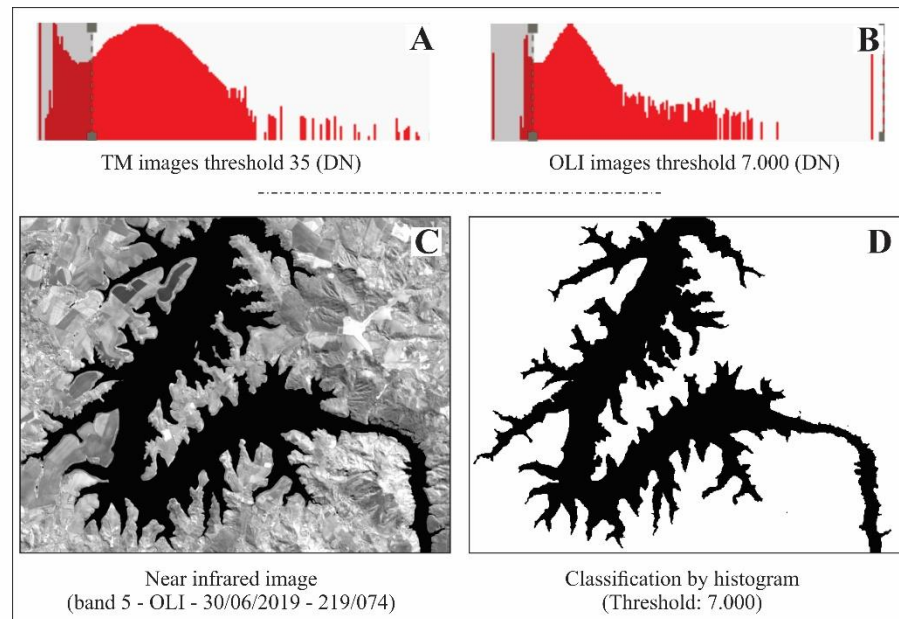 A
B
TM images threshold 35 (DN)
OLI images threshold 7.000 (DN)
C
D
Near infrared image
(band 5 - OLI - 30/06/2019 - 219/074)
Classification by histogram
(Threshold: 7.000)